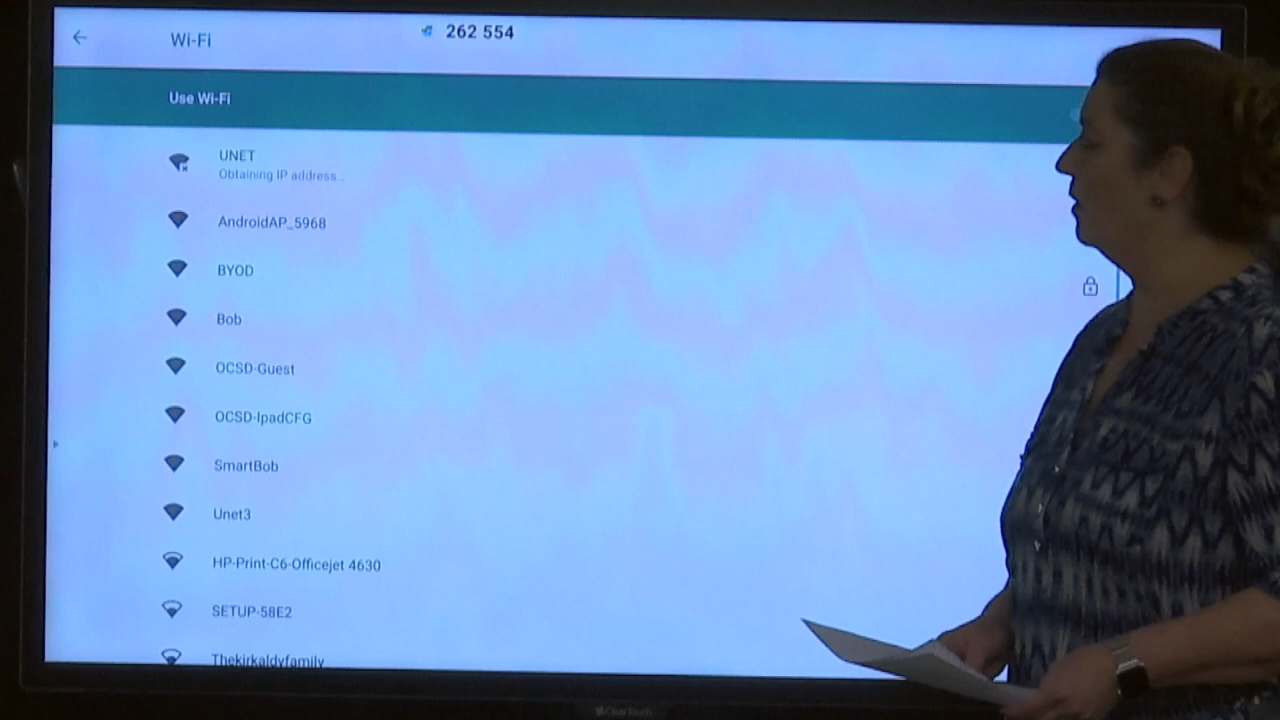 Wi-Fi
262 554
Use Wi-Fi
UNET
Obtaining IP address...
AndroidAP_5968
BYOD
Bob
OCSD-Guest
OCSD-IpadCFG
SmartBob
Unet3
HP-Print-C6-Officejet 4630
SETUP-58E2
Thekirkaldyfamily
ClearTouch